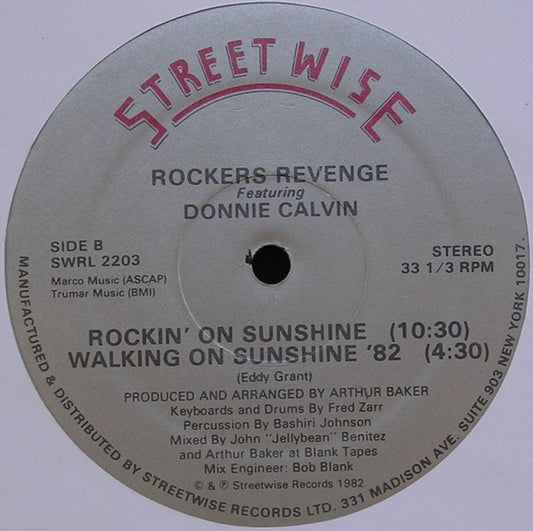 STREET WISE
ROCKERS REVENGE
Featuring
DONNIE CALVIN
SIDE B
SWRL 2203
Marco Music (ASCAP)
Trumar Music (BMI)
STEREO
33 1/3 RPM
ROCKIN' ON SUNSHINE (10:30)
WALKING ON SUNSHINE '82 (4:30)
(Eddy Grant)
PRODUCED AND ARRANGED BY ARTHUR BAKER
Keyboards and Drums By Fred Zarr
Percussion By Bashiri Johnson
Mixed By John "Jellybean" Benitez
and Arthur Baker at Blank Tapes
Mix Engineer: Bob Blank
© & ℗ Streetwise Records 1982
MANUFACTURED & DISTRIBUTED BY STREETWISE RECORDS LTD. 331 MADISON AVE. SUITE 903 NEW YORK 10017.